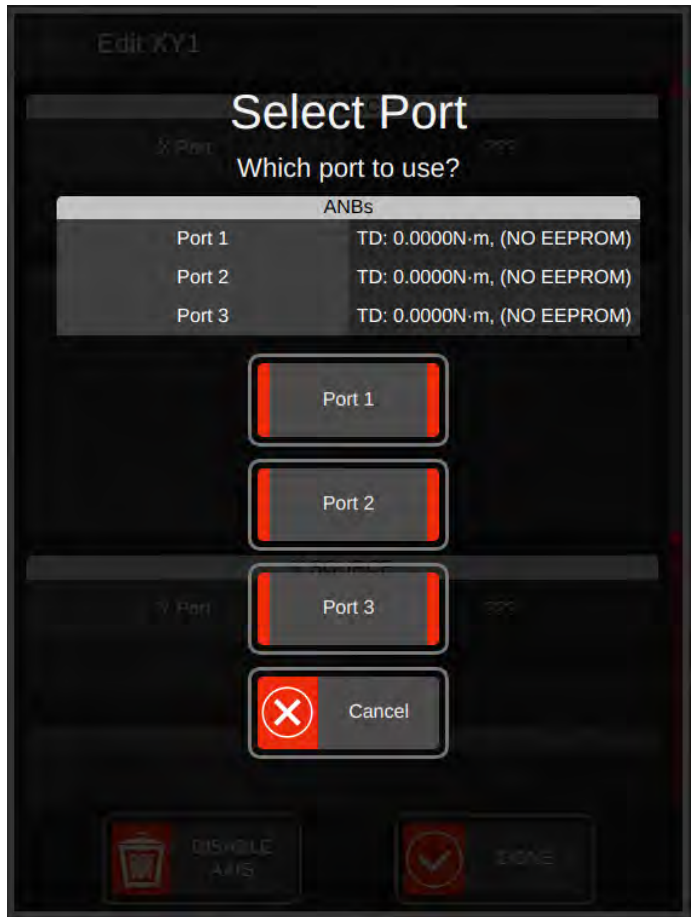 Edit XY1
Select Port
X Port ???
Which port to use?
ANBs
Port 1 TD: 0.0000N·m, (NO EEPROM)
Port 2 TD: 0.0000N·m, (NO EEPROM)
Port 3 TD: 0.0000N·m, (NO EEPROM)
Port 1
Port 2
Y Port ???
Port 3
Cancel
DISABLE
AXIS
DONE